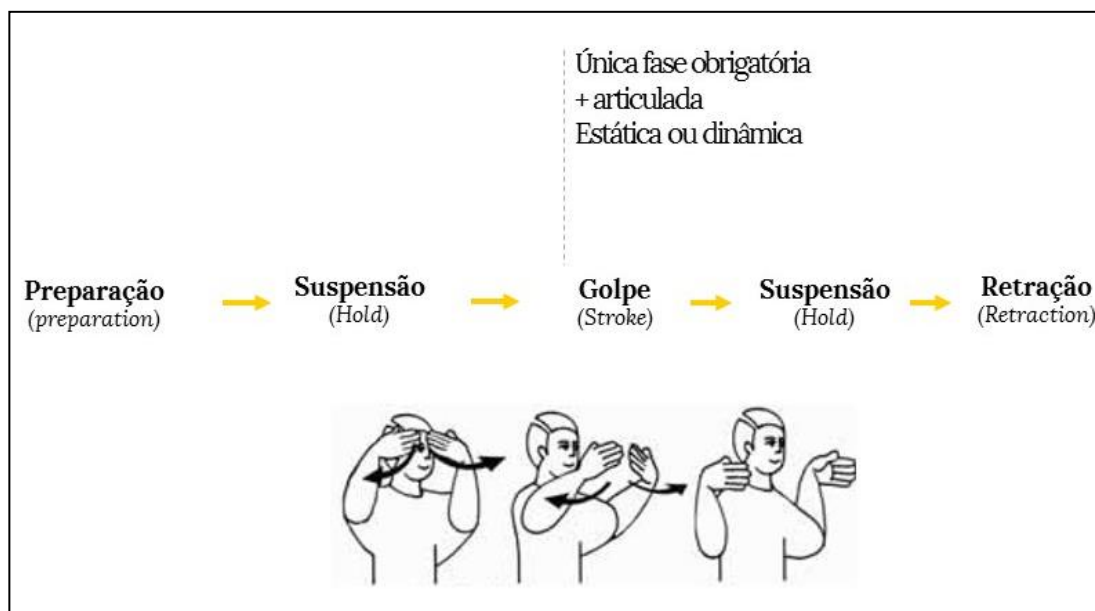 Única fase obrigatória
+ articulada
Estática ou dinâmica
Preparação
(preparation)
Suspensão
(Hold)
Golpe
(Stroke)
Suspensão
(Hold)
Retração
(Retraction)